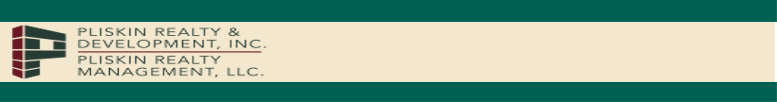 PLISKIN REALTY &
DEVELOPMENT, INC.
PLISKIN REALTY
MANAGEMENT, LLC.